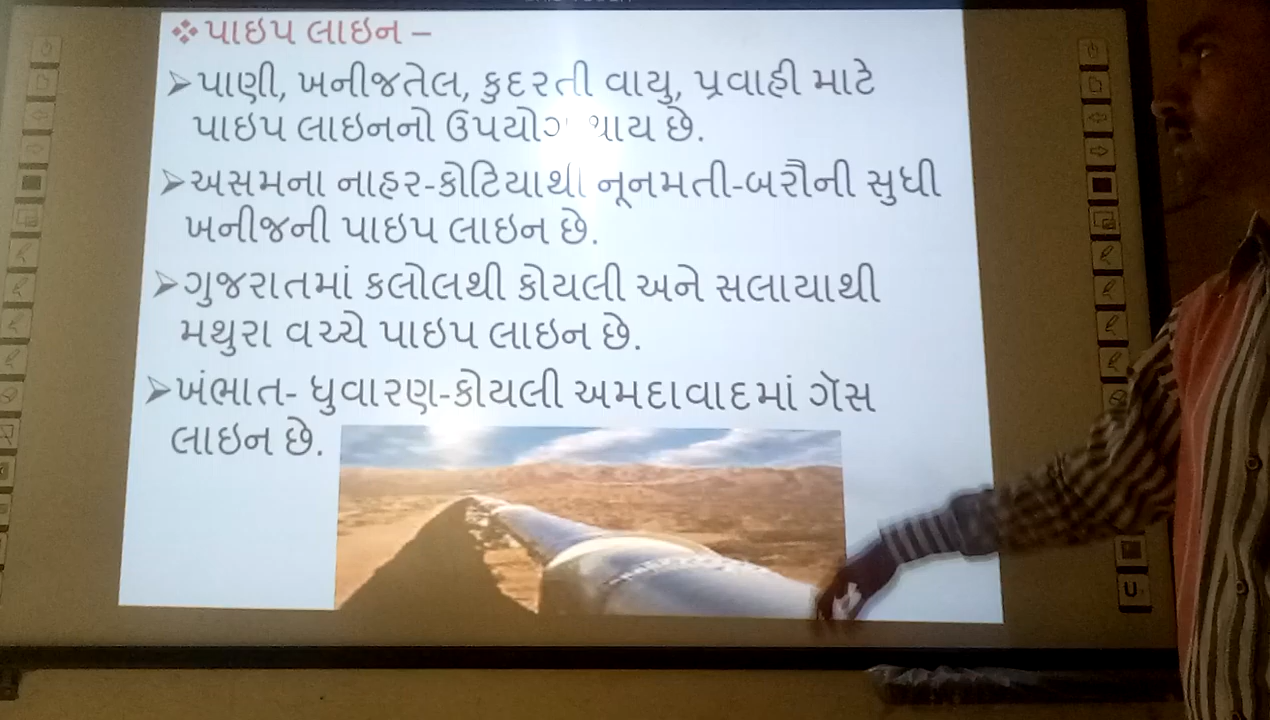 ❖ પાઇપ લાઇન –
➢ પાણી, ખનીજતેલ, કુદરતી વાયુ, પ્રવાહી માટે
પાઇપ લાઇનનો ઉપયોગ થાય છે.
➢ અસમના નાહર-કોટિયાથી નૂનમતી-બરૌની સુધી
ખનીજની પાઇપ લાઇન છે.
➢ ગુજરાતમાં કલોલથી કોયલી અને સલાયાથી
મથુરા વચ્ચે પાઇપ લાઇન છે.
➢ ખંભાત- ધુવારણ-કોયલી અમદાવાદમાં ગૅસ
લાઇન છે.